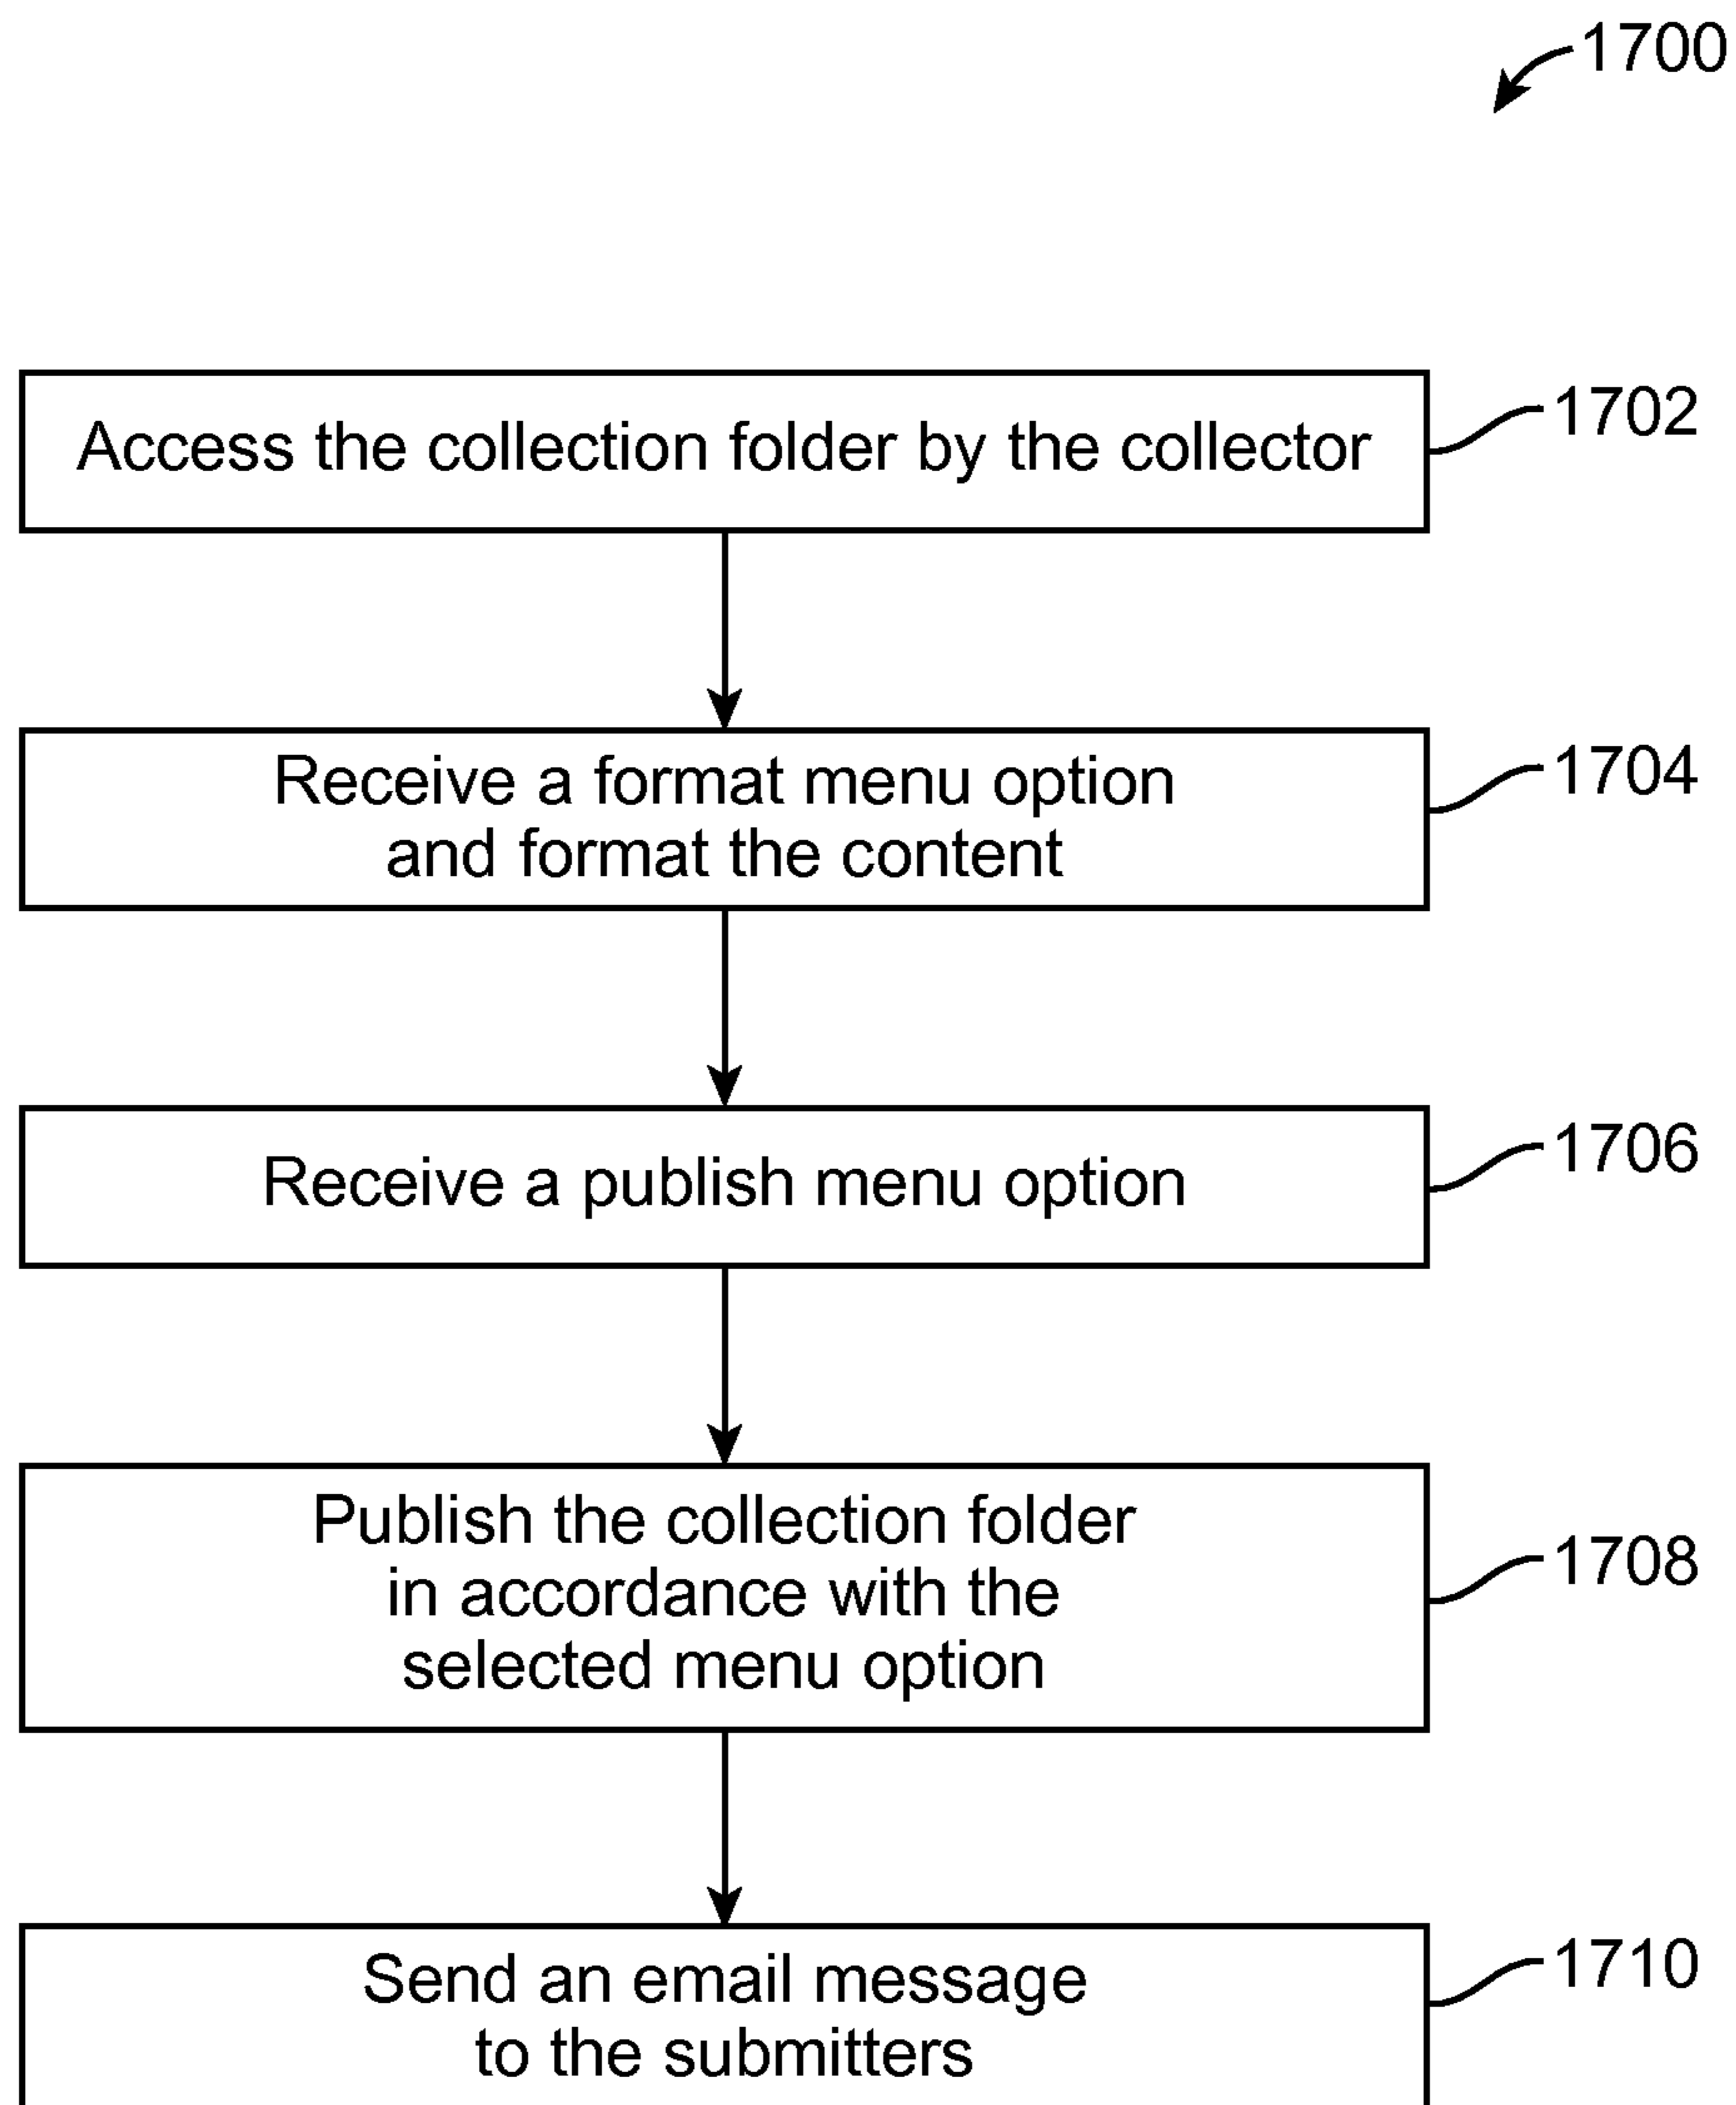 1700
Access the collection folder by the collector
1702
Receive a format menu option
and format the content
1704
Receive a publish menu option
1706
Publish the collection folder
in accordance with the
selected menu option
1708
Send an email message
to the submitters
1710